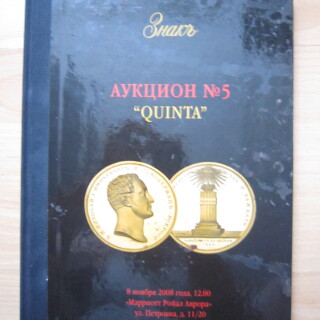 Знакъ
АУКЦИОН №5
“QUINTA”
8 ноября 2008 года, 12.00
«Марриотт Ройал Аврора»
ул. Петровка, д. 11/20